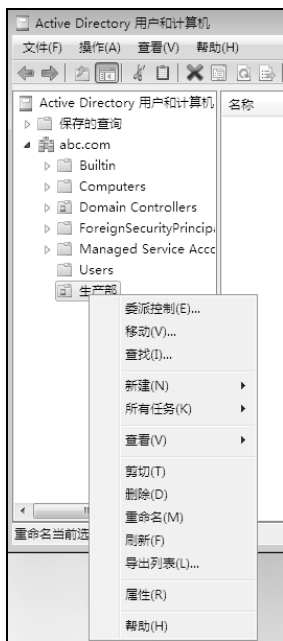 Active Directory 用户和计算机
文件(F) 操作(A) 查看(V) 帮助(H)
Active Directory 用户和计算机
名称
保存的查询
abc.com
Builtin
Computers
Domain Controllers
ForeignSecurityPrincip
Managed Service Acc
Users
生产部
委派控制(E)...
移动(V)...
查找(I)...
新建(N)
所有任务(K)
查看(V)
剪切(T)
删除(D)
重命名(M)
刷新(F)
导出列表(L)...
属性(R)
帮助(H)
重命名当前选